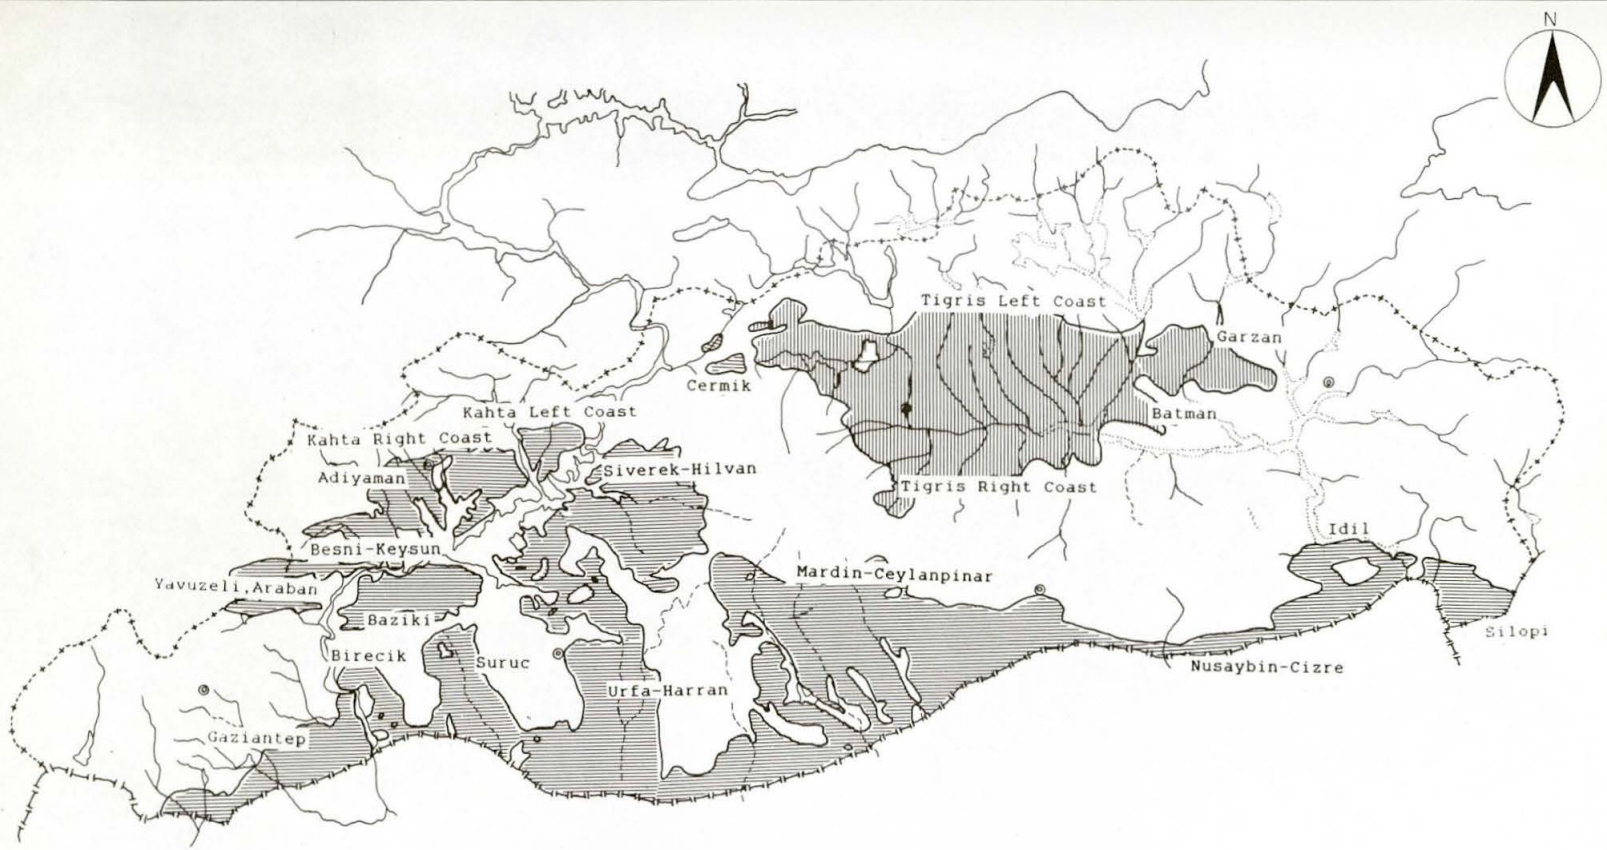 N
Tigris Left Coast
Garzan
Cermik
Batman
Kahta Left Coast
Kahta Right Coast
Siverek-Hilvan
Adiyaman
Tigris Right Coast
Idil
Besni-Keysun
Mardin-Ceylanpinar
Yavuzeli,Araban
Baziki
Silopi
Birecik
Suruc
Nusaybin-Cizre
Urfa-Harran
Gaziantep